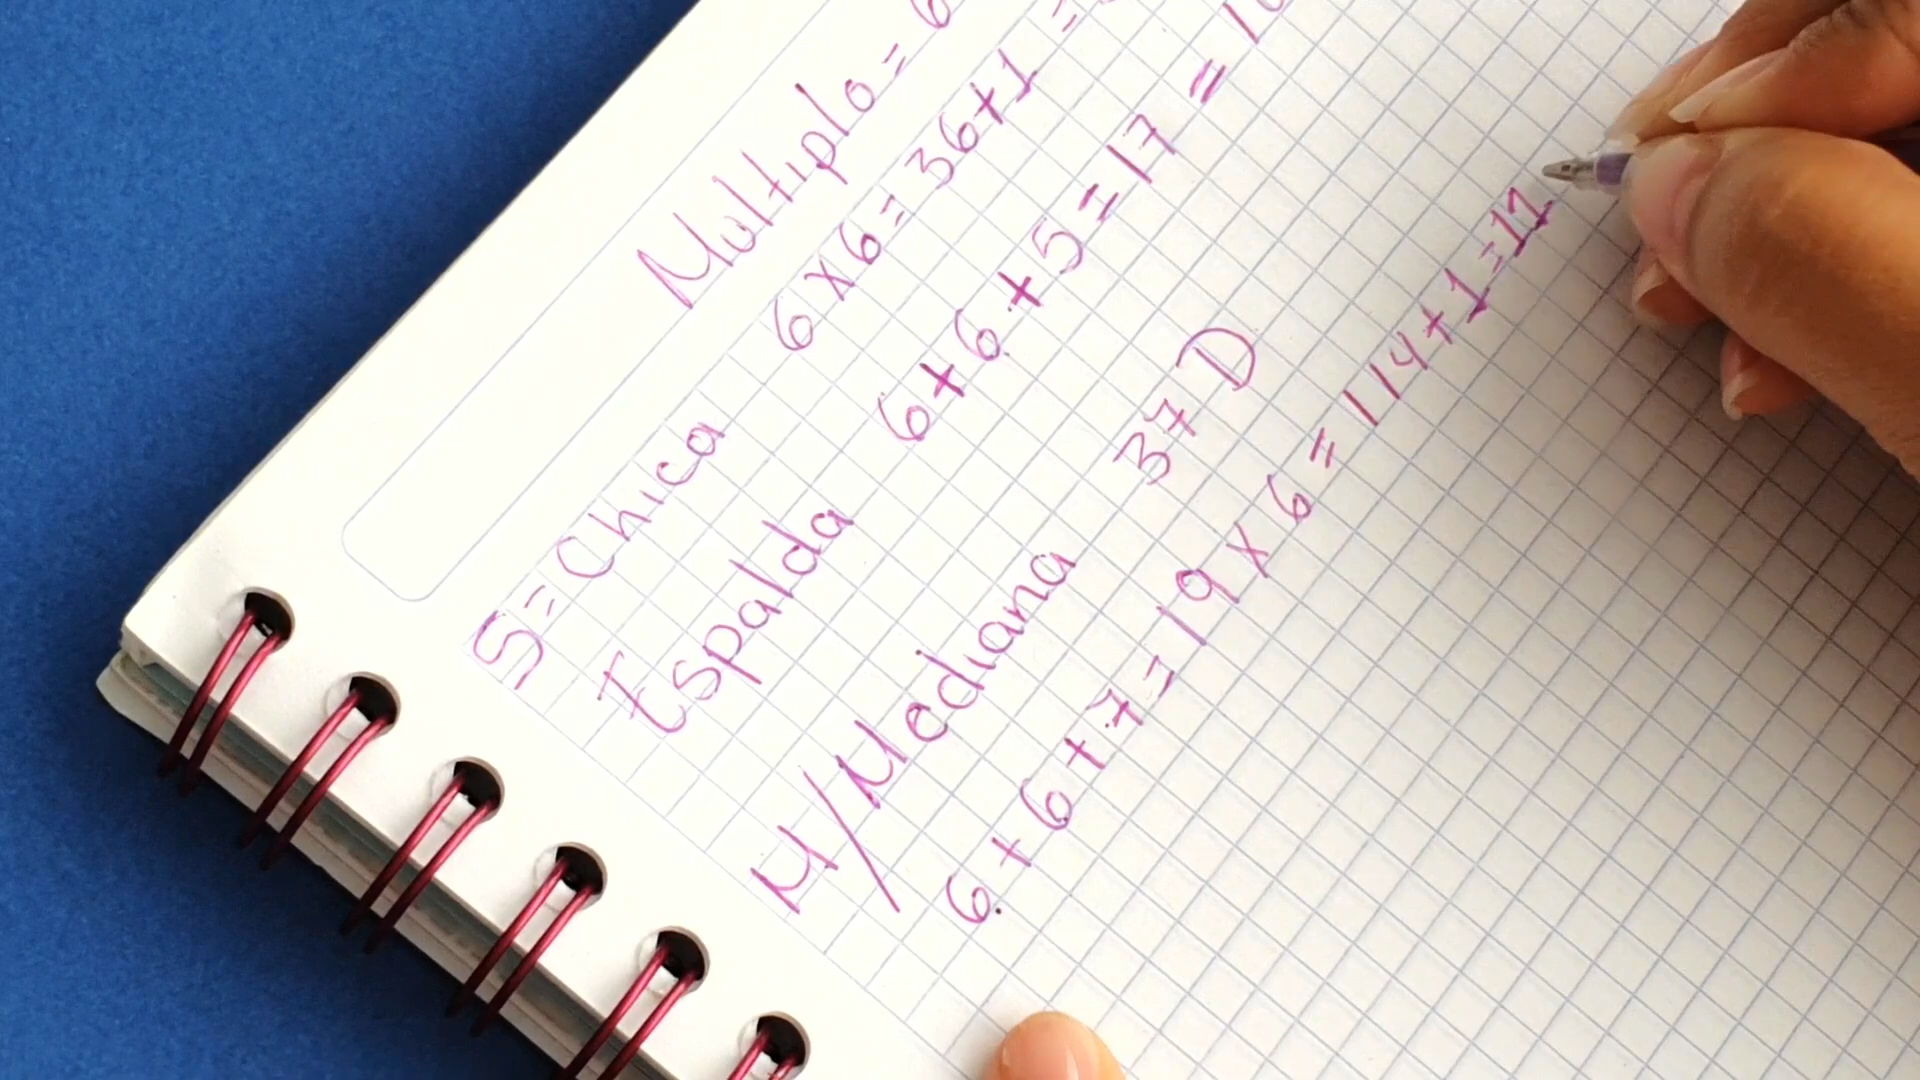 Multiplo = 6
S = Chica 6x6 = 36+1 =
Espalda 6+6+5 = 17 =
M/Mediana 37 D
6+6+7 = 19 x 6 = 114+1 = 11